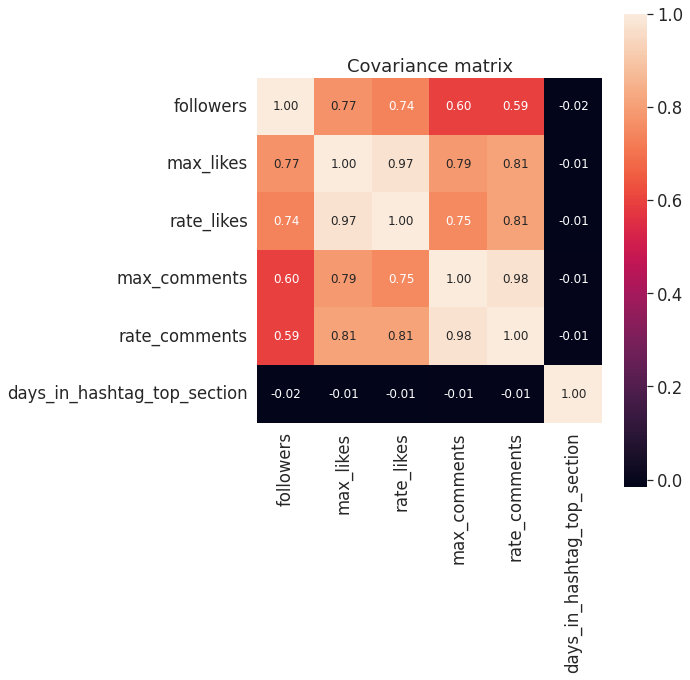 Covariance matrix
followers 1.00 0.77 0.74 0.60 0.59 -0.02
max_likes 0.77 1.00 0.97 0.79 0.81 -0.01
rate_likes 0.74 0.97 1.00 0.75 0.81 -0.01
max_comments 0.60 0.79 0.75 1.00 0.98 -0.01
rate_comments 0.59 0.81 0.81 0.98 1.00 -0.01
days_in_hashtag_top_section -0.02 -0.01 -0.01 -0.01 -0.01 1.00
followers
max_likes
rate_likes
max_comments
rate_comments
days_in_hashtag_top_section
1.0
0.8
0.6
0.4
0.2
0.0